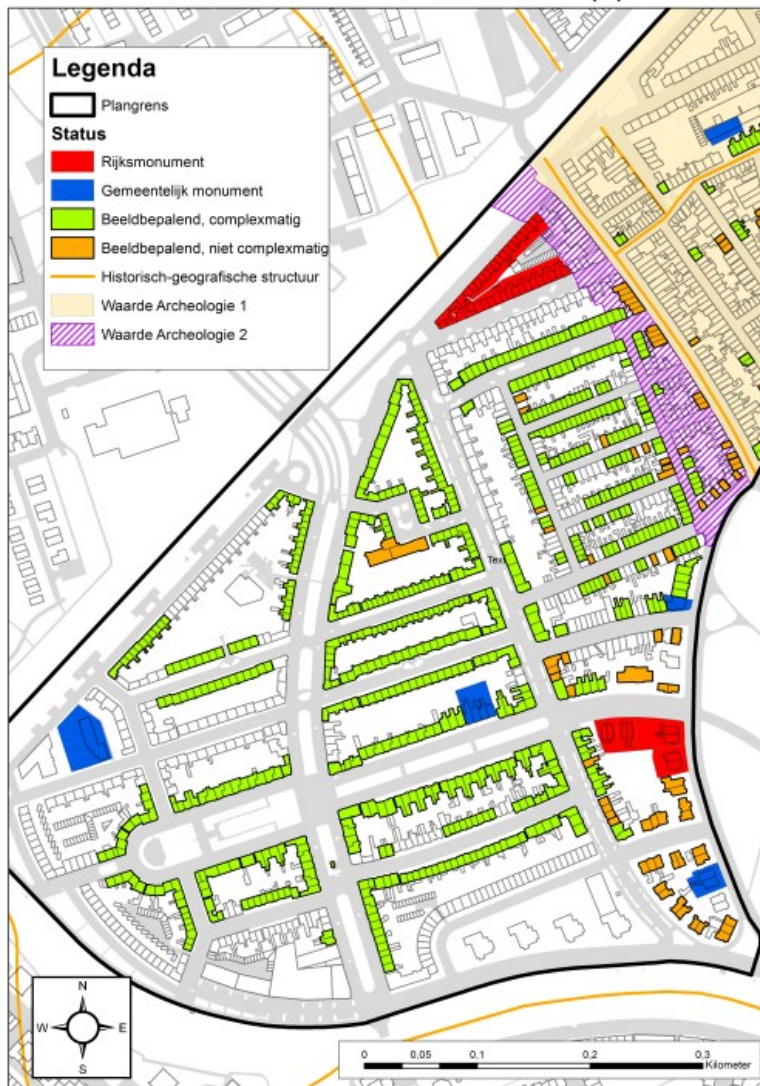 Legenda
Plangrens
Status
Rijksmonument
Gemeentelijk monument
Beeldbepalend, complexmatig
Beeldbepalend, niet complexmatig
Historisch-geografische structuur
Waarde Archeologie 1
Waarde Archeologie 2
Text
N
W E
S
0 0,05 0,1 0,2 0,3
Kilometer